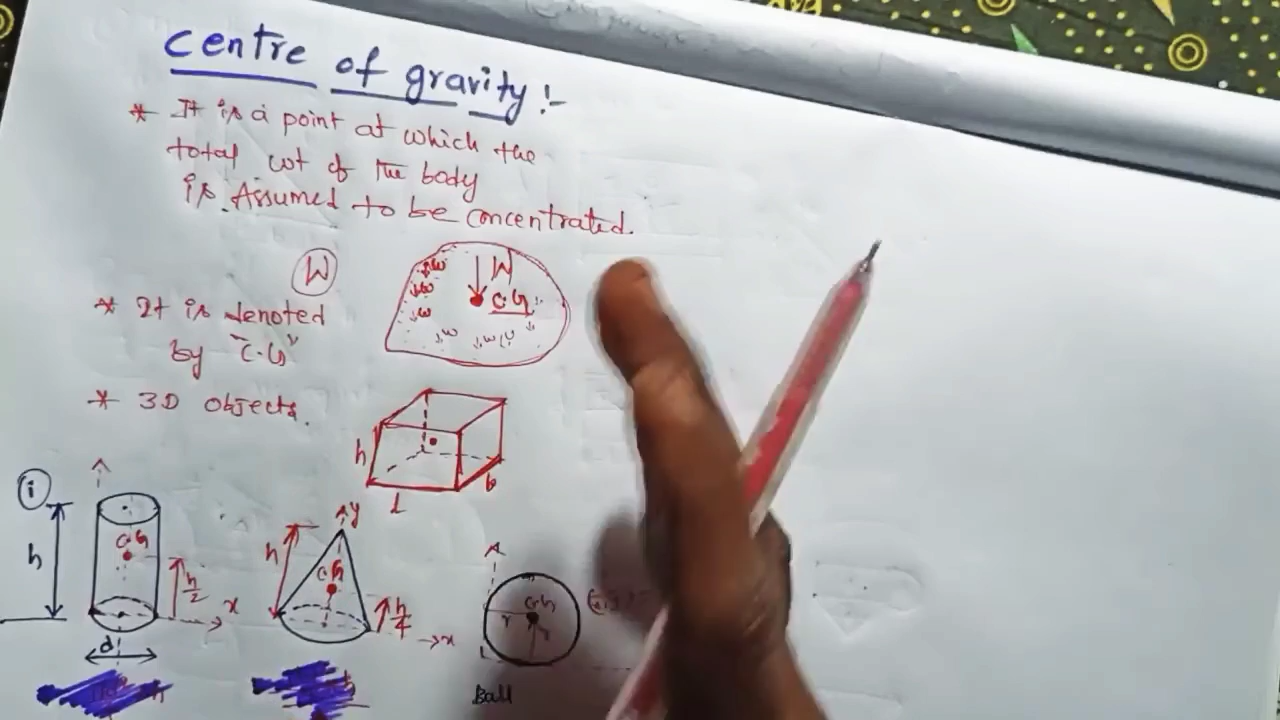 centre of gravity :-
* It is a point at which the
total wt of the body
is Assumed to be concentrated.
W
w W
w C.G
w w w w
* It is denoted
by "C.G"
* 3D objects.
h
l b
i
h C.G h/2 x
d
y
h C.G h/4 x
C.G
r r
Ball